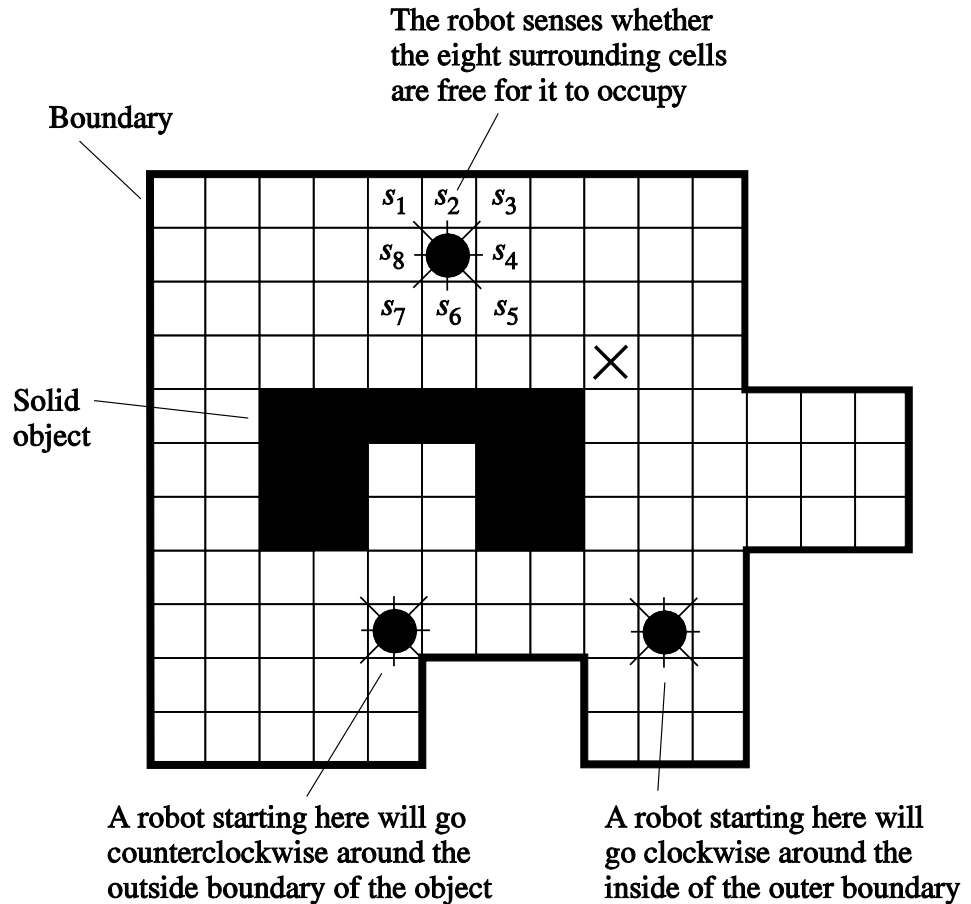 The robot senses whether
the eight surrounding cells
are free for it to occupy
Boundary
s1 s2 s3
s8 s4
s7 s6 s5
Solid
object
A robot starting here will go
counterclockwise around the
outside boundary of the object
A robot starting here will
go clockwise around the
inside of the outer boundary